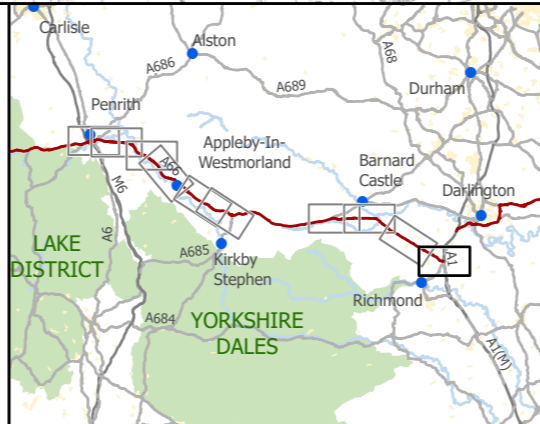 Carlisle
Alston
A68
A686
A689
Durham
Penrith
Appleby-In-
Westmorland
A66
Barnard
Castle
Darlington
M6
A6
LAKE
DISTRICT
A685
Kirkby
Stephen
A1
Richmond
A684
YORKSHIRE
DALES
A1(M)